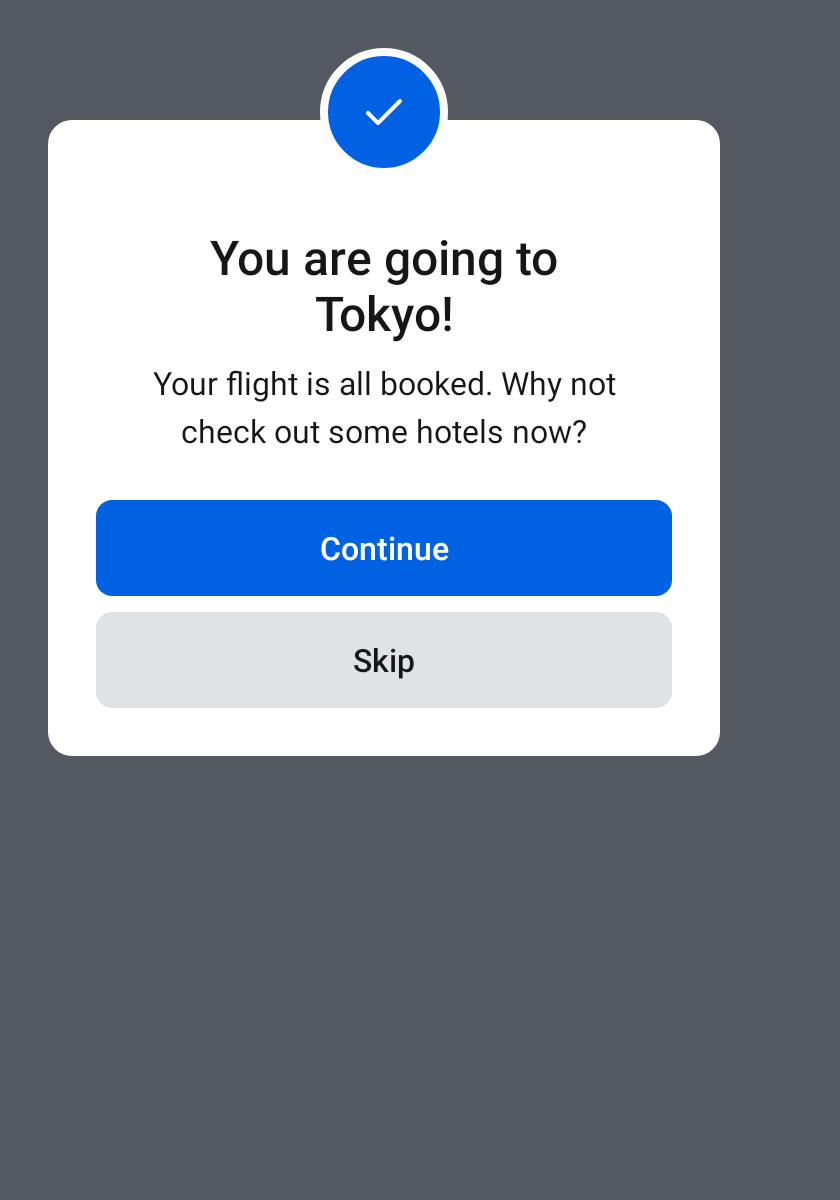 You are going to
Tokyo!
Your flight is all booked. Why not
check out some hotels now?
Continue
Skip